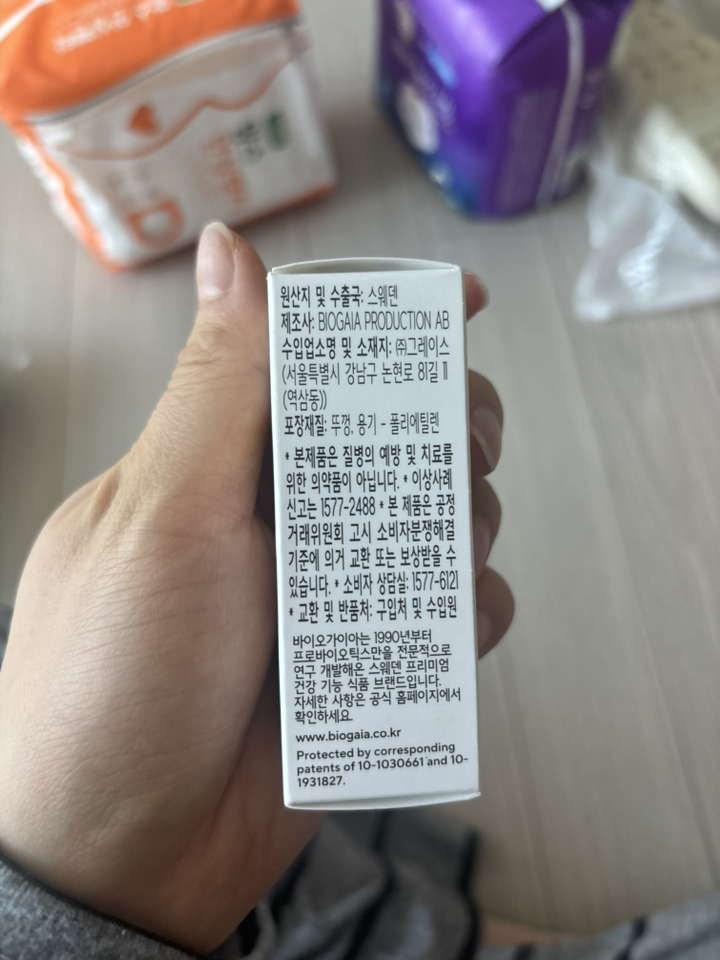 원산지 및 수출국: 스웨덴
제조사: BIOGAIA PRODUCTION AB
수입업소명 및 소재지: ㈜그레이스
(서울특별시 강남구 논현로 81길 11
(역삼동))
포장재질: 뚜껑, 용기 - 폴리에틸렌
* 본제품은 질병의 예방 및 치료를
위한 의약품이 아닙니다. * 이상사례
신고는 1577-2488 * 본 제품은 공정
거래위원회 고시 소비자분쟁해결
기준에 의거 교환 또는 보상받을 수
있습니다. * 소비자 상담실: 1577-6121
* 교환 및 반품처: 구입처 및 수입원
바이오가이아는 1990년부터
프로바이오틱스만을 전문적으로
연구 개발해온 스웨덴 프리미엄
건강 기능 식품 브랜드입니다.
자세한 사항은 공식 홈페이지에서
확인하세요.
www.biogaia.co.kr
Protected by corresponding
patents of 10-1030661 and 10-
1931827.